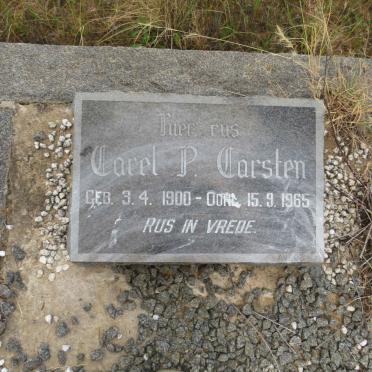 Hier rus
Carel P. Carsten
GEB. 3. 4. 1900 - OORL. 15. 9. 1965
RUS IN VREDE.